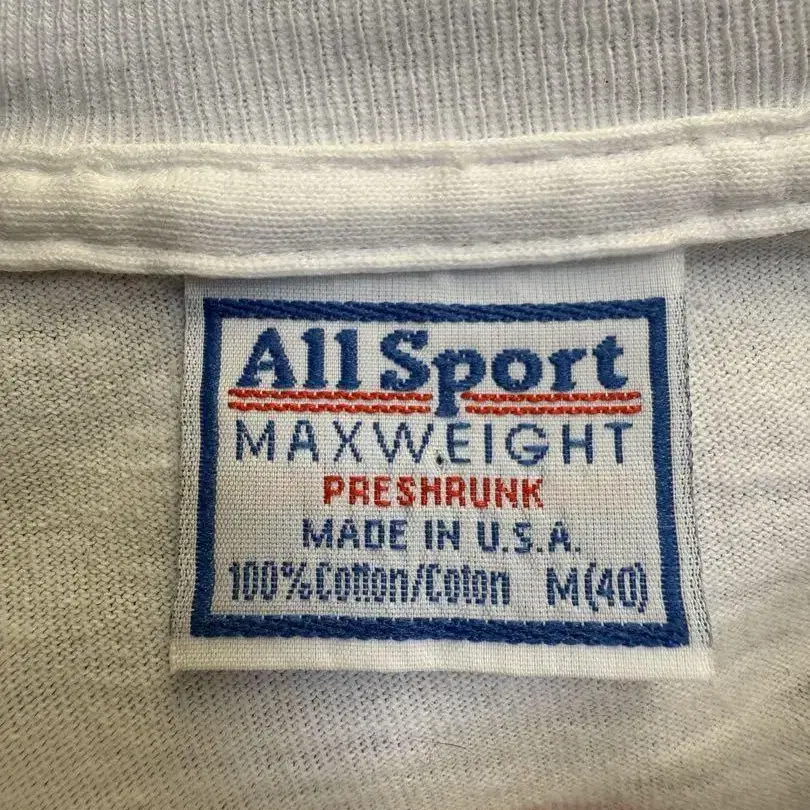 All Sport
MAXWEIGHT
PRESHRUNK
MADE IN U.S.A.
100% Cotton/Coton M(40)